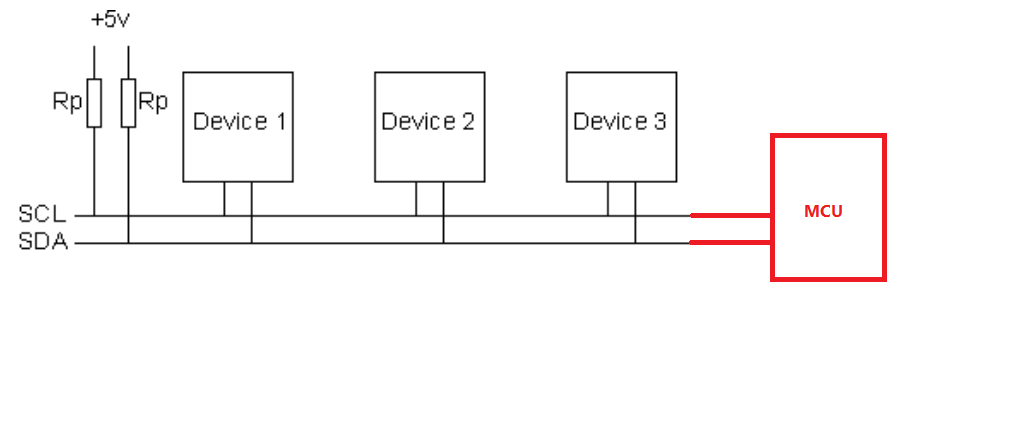 +5v
Rp
Rp
Device 1
Device 2
Device 3
MCU
SCL
SDA